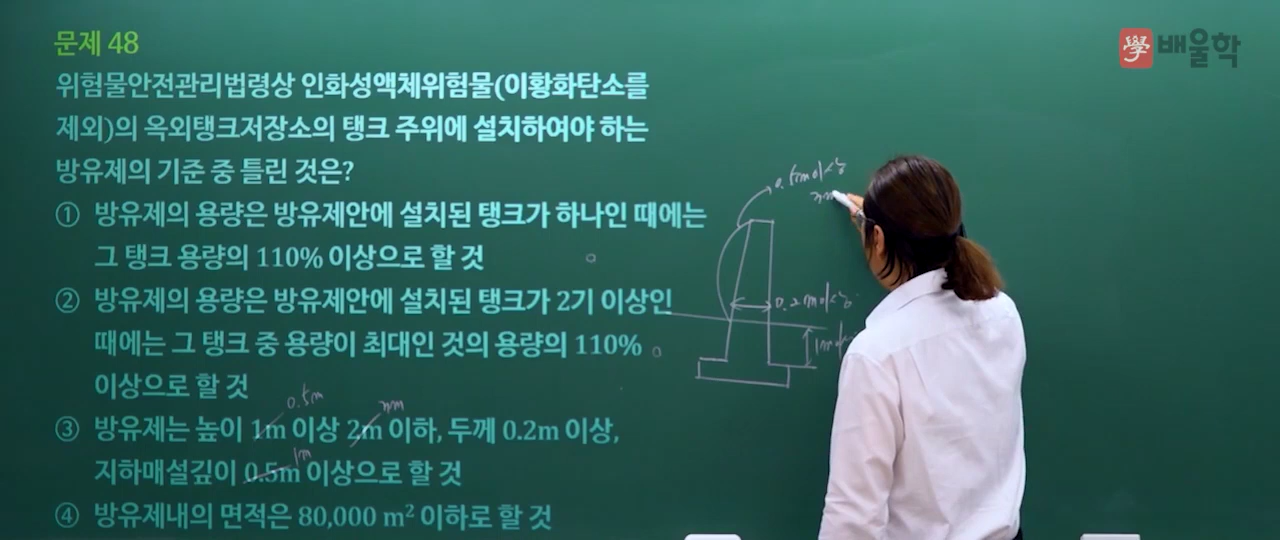 문제 48
學 배울학
위험물안전관리법령상 인화성액체위험물(이황화탄소를
제외)의 옥외탱크저장소의 탱크 주위에 설치하여야 하는
방유제의 기준 중 틀린 것은?
① 방유제의 용량은 방유제안에 설치된 탱크가 하나인 때에는
그 탱크 용량의 110% 이상으로 할 것
② 방유제의 용량은 방유제안에 설치된 탱크가 2기 이상인
때에는 그 탱크 중 용량이 최대인 것의 용량의 110%
이상으로 할 것
0.5m
③ 방유제는 높이 1m 이상 2m 이하, 두께 0.2m 이상,
1m
지하매설깊이 0.5m 이상으로 할 것
④ 방유제내의 면적은 80,000 m² 이하로 할 것
0.5m이상
0.2m이상